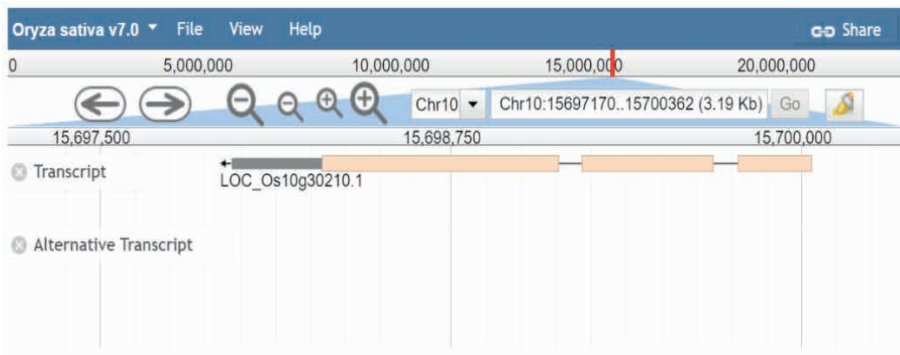 Oryza sativa v7.0 File View Help Share
0 5,000,000 10,000,000 15,000,000 20,000,000
Chr10 Chr10:15697170..15700362 (3.19 Kb) Go
15,697,500 15,698,750 15,700,000
Transcript
LOC_Os10g30210.1
Alternative Transcript